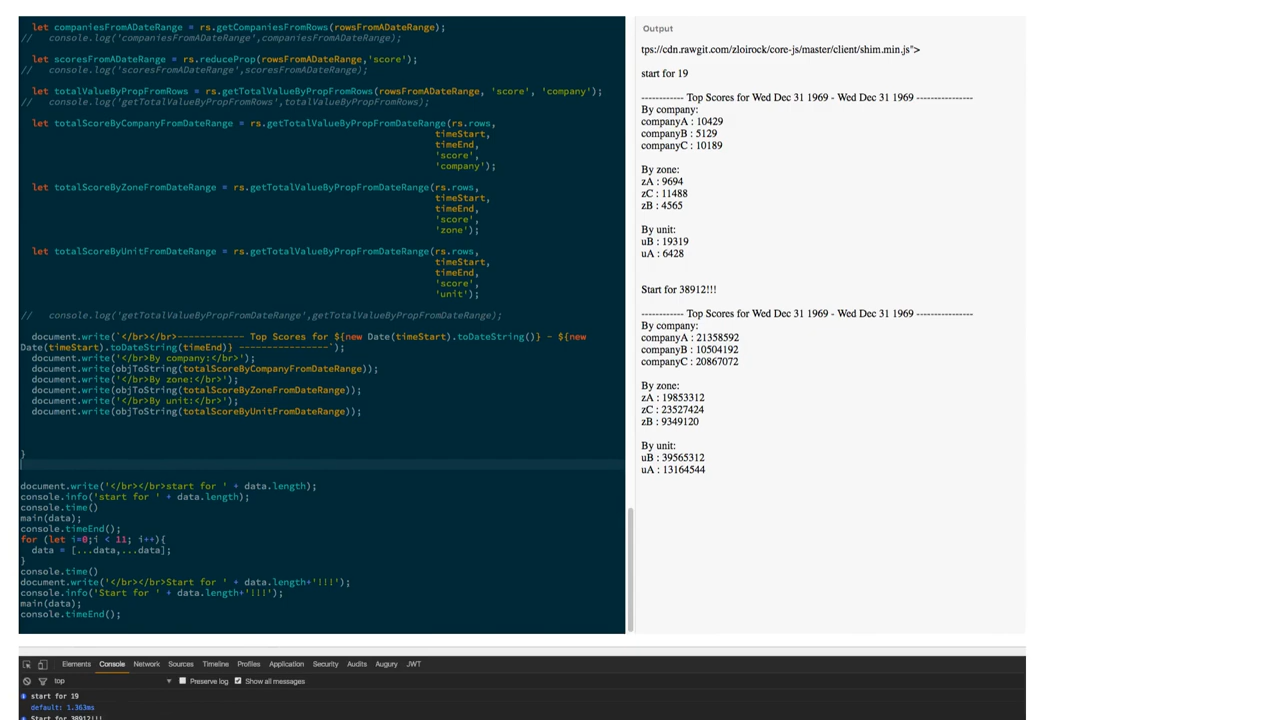 let companiesFromADateRange = rs.getCompaniesFromRows(rowsFromADateRange);
//   console.log('companiesFromADateRange',companiesFromADateRange);
let scoresFromADateRange = rs.reduceProp(rowsFromADateRange,'score');
//   console.log('scoresFromADateRange',scoresFromADateRange);
let totalValueByPropFromRows = rs.getTotalValueByPropFromRows(rowsFromADateRange, 'score', 'company');
//   console.log('getTotalValueByPropFromRows',totalValueByPropFromRows);
let totalScoreByCompanyFromDateRange = rs.getTotalValueByPropFromDateRange(rs.rows,
timeStart,
timeEnd,
'score',
'company');
let totalScoreByZoneFromDateRange = rs.getTotalValueByPropFromDateRange(rs.rows,
timeStart,
timeEnd,
'score',
'zone');
let totalScoreByUnitFromDateRange = rs.getTotalValueByPropFromDateRange(rs.rows,
timeStart,
timeEnd,
'score',
'unit');
//   console.log('getTotalValueByPropFromDateRange',getTotalValueByPropFromDateRange);
document.write(`</br></br>------------ Top Scores for ${new Date(timeStart).toDateString()} - ${new
Date(timeStart).toDateString(timeEnd)} ----------------`);
document.write('</br>By company:</br>');
document.write(objToString(totalScoreByCompanyFromDateRange));
document.write('</br>By zone:</br>');
document.write(objToString(totalScoreByZoneFromDateRange));
document.write('</br>By unit:</br>');
document.write(objToString(totalScoreByUnitFromDateRange));
}
document.write('</br></br>start for ' + data.length);
console.info('start for ' + data.length);
console.time()
main(data);
console.timeEnd();
for (let i=0;i < 11; i++){
data = [...data,...data];
}
console.time()
document.write('</br></br>Start for ' + data.length+'!!!');
console.info('Start for ' + data.length+'!!!');
main(data);
console.timeEnd();
Output
tps://cdn.rawgit.com/zloirock/core-js/master/client/shim.min.js">
start for 19
------------ Top Scores for Wed Dec 31 1969 - Wed Dec 31 1969 ----------------
By company:
companyA : 10429
companyB : 5129
companyC : 10189
By zone:
zA : 9694
zC : 11488
zB : 4565
By unit:
uB : 19319
uA : 6428
Start for 38912!!!
------------ Top Scores for Wed Dec 31 1969 - Wed Dec 31 1969 ----------------
By company:
companyA : 21358592
companyB : 10504192
companyC : 20867072
By zone:
zA : 19853312
zC : 23527424
zB : 9349120
By unit:
uB : 39565312
uA : 13164544
Elements Console Network Sources Timeline Profiles Application Security Audits Augury JWT
top Preserve log Show all messages
start for 19
default: 1.363ms
Start for 38912!!!